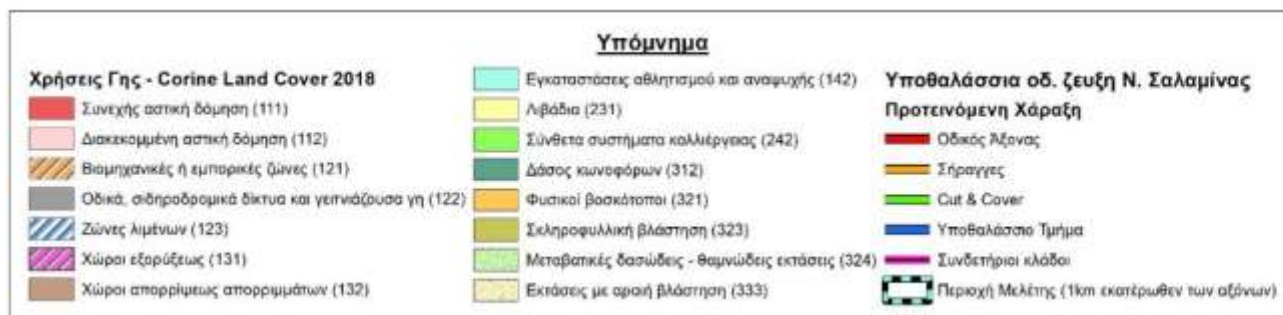 Υπόμνημα
Χρήσεις Γης - Corine Land Cover 2018
Συνεχής αστική δόμηση (111)
Διακεκομμένη αστική δόμηση (112)
Βιομηχανικές ή εμπορικές ζώνες (121)
Οδικά, σιδηροδρομικά δίκτυα και γειτνιάζουσα γη (122)
Ζώνες λιμένων (123)
Χώροι εξορύξεως (131)
Χώροι απορρίψεως απορριμμάτων (132)
Εγκαταστάσεις αθλητισμού και αναψυχής (142)
Λιβάδια (231)
Σύνθετα συστήματα καλλιέργειας (242)
Δάσος κωνοφόρων (312)
Φυσικοί βοσκότοποι (321)
Σκληροφυλλική βλάστηση (323)
Μεταβατικές δασώδεις - θαμνώδεις εκτάσεις (324)
Εκτάσεις με αραιή βλάστηση (333)
Υποθαλάσσια οδ. ζευξη Ν. Σαλαμίνας
Προτεινόμενη Χάραξη
Οδικός Άξονας
Σήραγγες
Cut & Cover
Υποθαλάσσιο Τμήμα
Συνδετήριοι κλάδοι
Περιοχή Μελέτης (1km εκατέρωθεν των αξόνων)